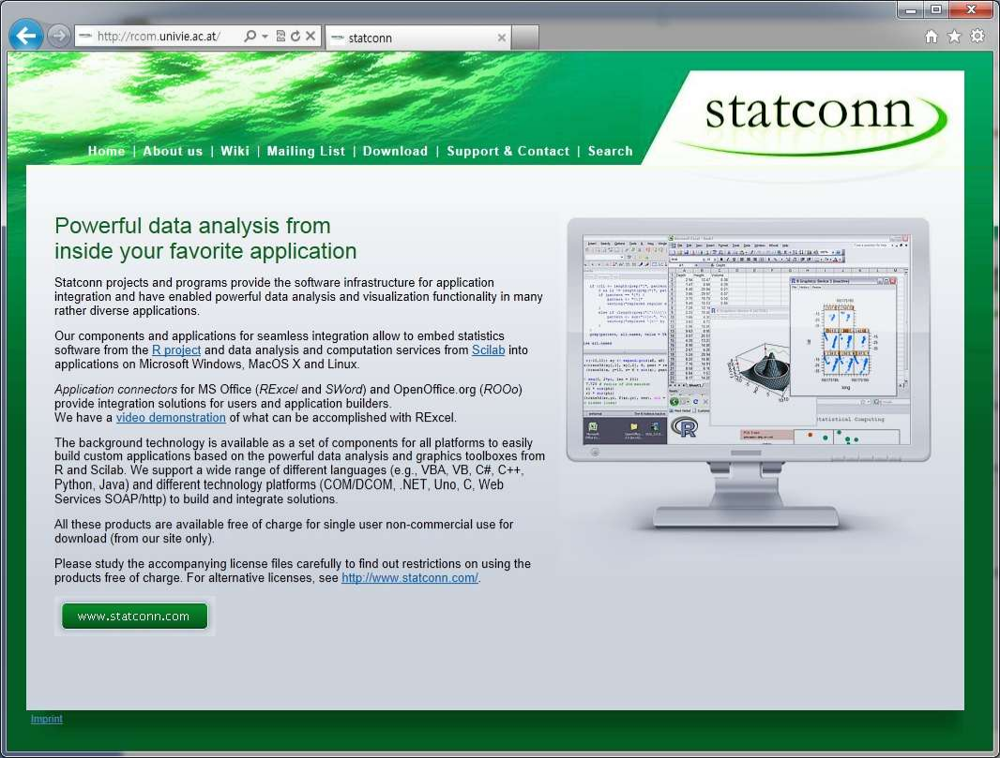 http://rcom.univie.ac.at/
statconn
statconn
Home | About us | Wiki | Mailing List | Download | Support & Contact | Search
Powerful data analysis from
inside your favorite application
Statconn projects and programs provide the software infrastructure for application
integration and have enabled powerful data analysis and visualization functionality in many
rather diverse applications.
Our components and applications for seamless integration allow to embed statistics
software from the R project and data analysis and computation services from Scilab into
applications on Microsoft Windows, MacOS X and Linux.
Application connectors for MS Office (RExcel and SWord) and OpenOffice.org (ROOo)
provide integration solutions for users and application builders.
We have a video demonstration of what can be accomplished with RExcel.
The background technology is available as a set of components for all platforms to easily
build custom applications based on the powerful data analysis and graphics toolboxes from
R and Scilab. We support a wide range of different languages (e.g., VBA, VB, C#, C++,
Python, Java) and different technology platforms (COM/DCOM, .NET, Uno, C, Web
Services SOAP/http) to build and integrate solutions.
All these products are available free of charge for single user non-commercial use for
download (from our site only).
Please study the accompanying license files carefully to find out restrictions on using the
products free of charge. For alternative licenses, see http://www.statconn.com/.
www.statconn.com
R
long
Statistical Computing
Imprint